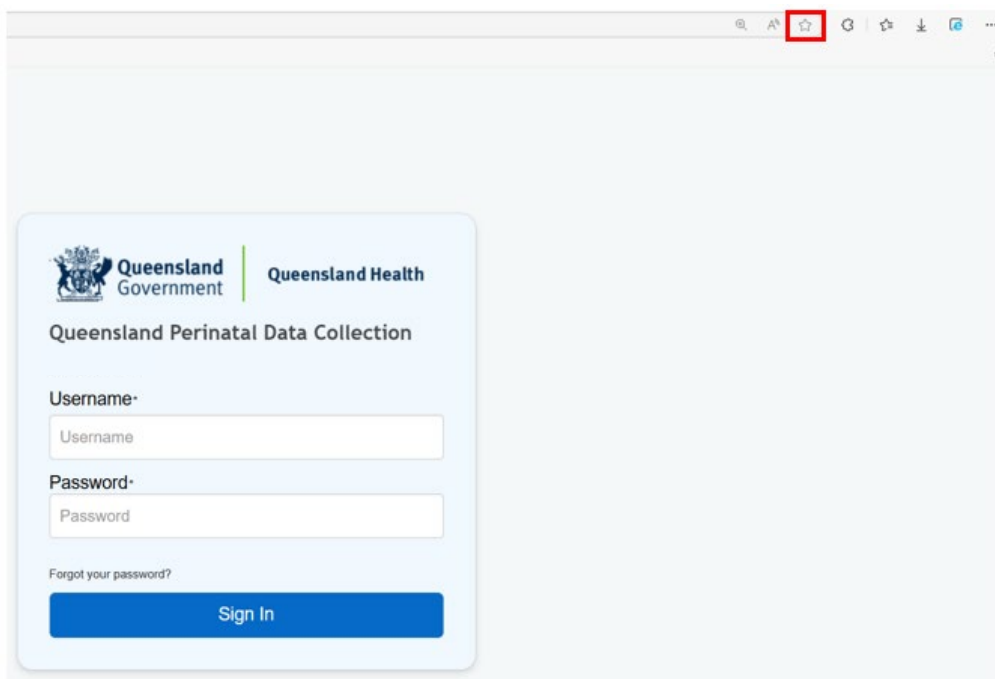 Queensland
Government
Queensland Health
Queensland Perinatal Data Collection
Username*
Username
Password*
Password
Forgot your password?
Sign In